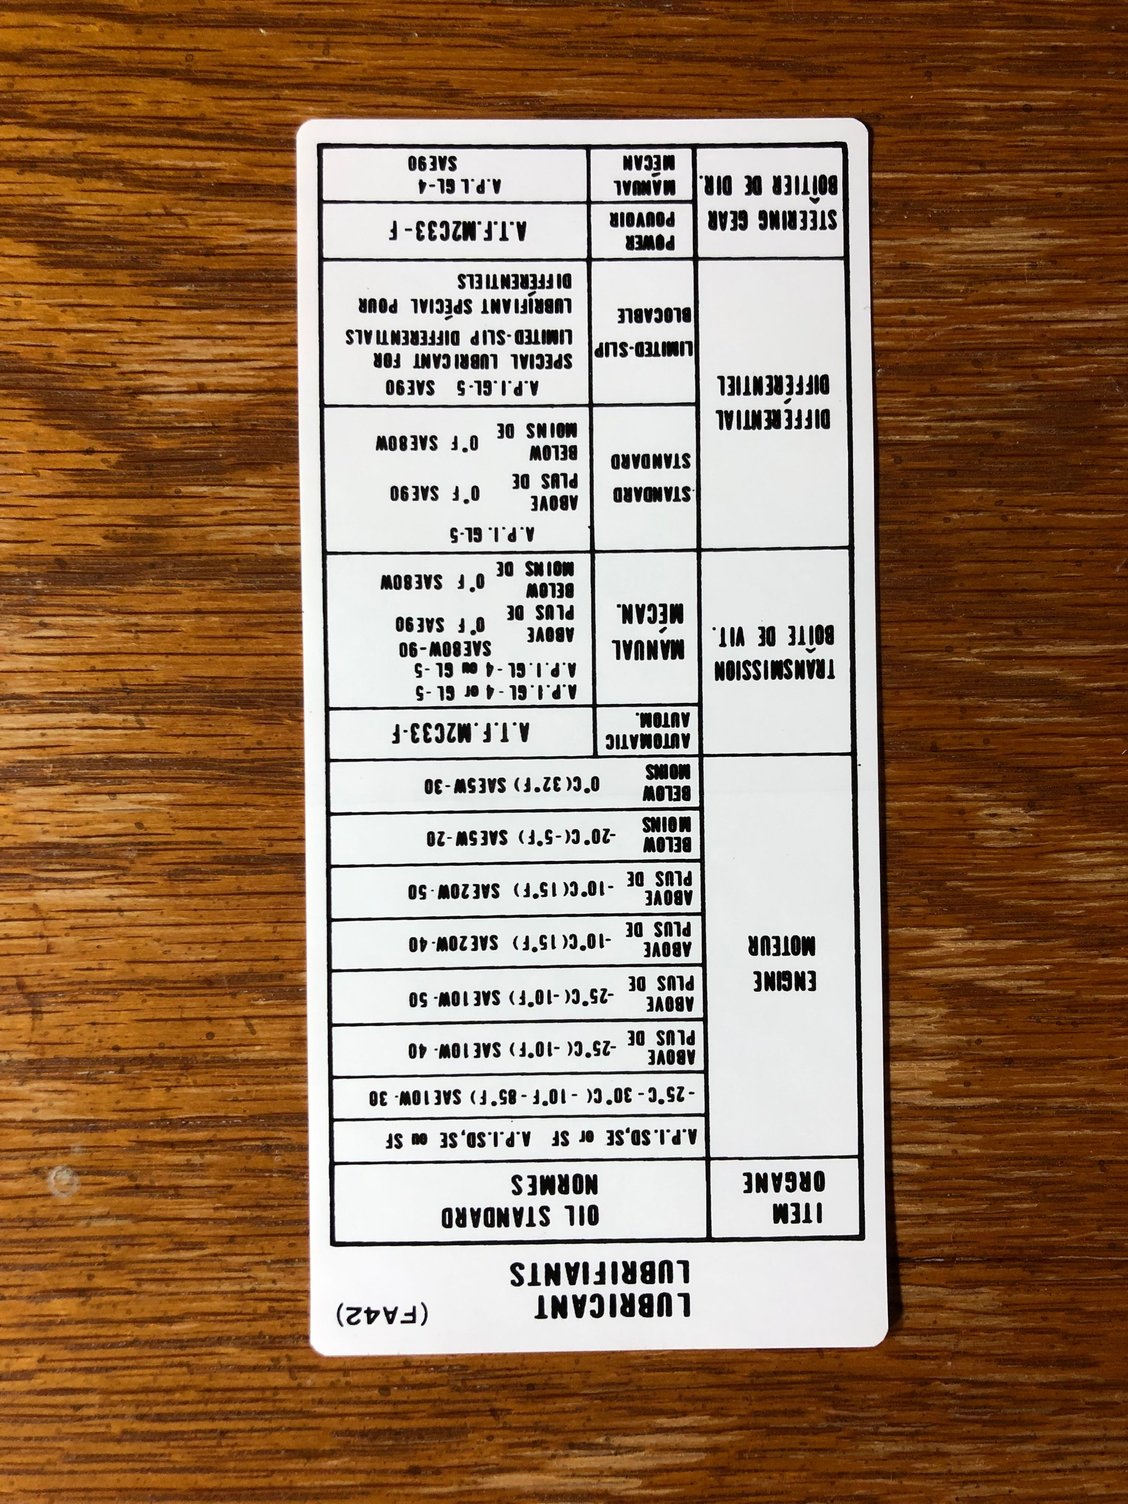 LUBRICANT
LUBRIFIANTS
(FA42)
ITEM
ORGANE
OIL STANDARD
NORMES
ENGINE
MOTEUR
A.P.I.SD,SE or SF A.P.I.SD,SE ou SF
-25°C-30°C( -10°F-85°F) SAE10W-30
ABOVE
PLUS DE
-25°C(-10°F) SAE10W-40
ABOVE
PLUS DE
-25°C(-10°F) SAE10W-50
ABOVE
PLUS DE
-10°C(15°F) SAE20W-40
ABOVE
PLUS DE
-10°C(15°F) SAE20W-50
BELOW
MOINS
-20°C(-5°F) SAE5W-20
BELOW
MOINS
0°C(32°F) SAE5W-30
TRANSMISSION
BOÎTE DE VIT.
AUTOMATIC
AUTOM.
A.T.F.M2C33-F
MANUAL
MÉCAN.
A.P.I.GL-4 or GL-5
A.P.I.GL-4 ou GL-5
SAE80W-90
ABOVE
PLUS DE
0°F SAE90
BELOW
MOINS DE
0°F SAE80W
DIFFERENTIAL
DIFFÉRENTIEL
STANDARD
STANDARD
A.P.I.GL-5
ABOVE
PLUS DE
0°F SAE90
BELOW
MOINS DE
0°F SAE80W
LIMITED-SLIP
BLOCABLE
A.P.I.GL-5 SAE90
SPECIAL LUBRICANT FOR
LIMITED-SLIP DIFFERENTIALS
LUBRIFIANT SPÉCIAL POUR
DIFFÉRENTIELS
STEERING GEAR
BOÎTIER DE DIR.
POWER
POUVOIR
A.T.F.M2C33-F
MANUAL
MÉCAN
A.P.I.GL-4
SAE90